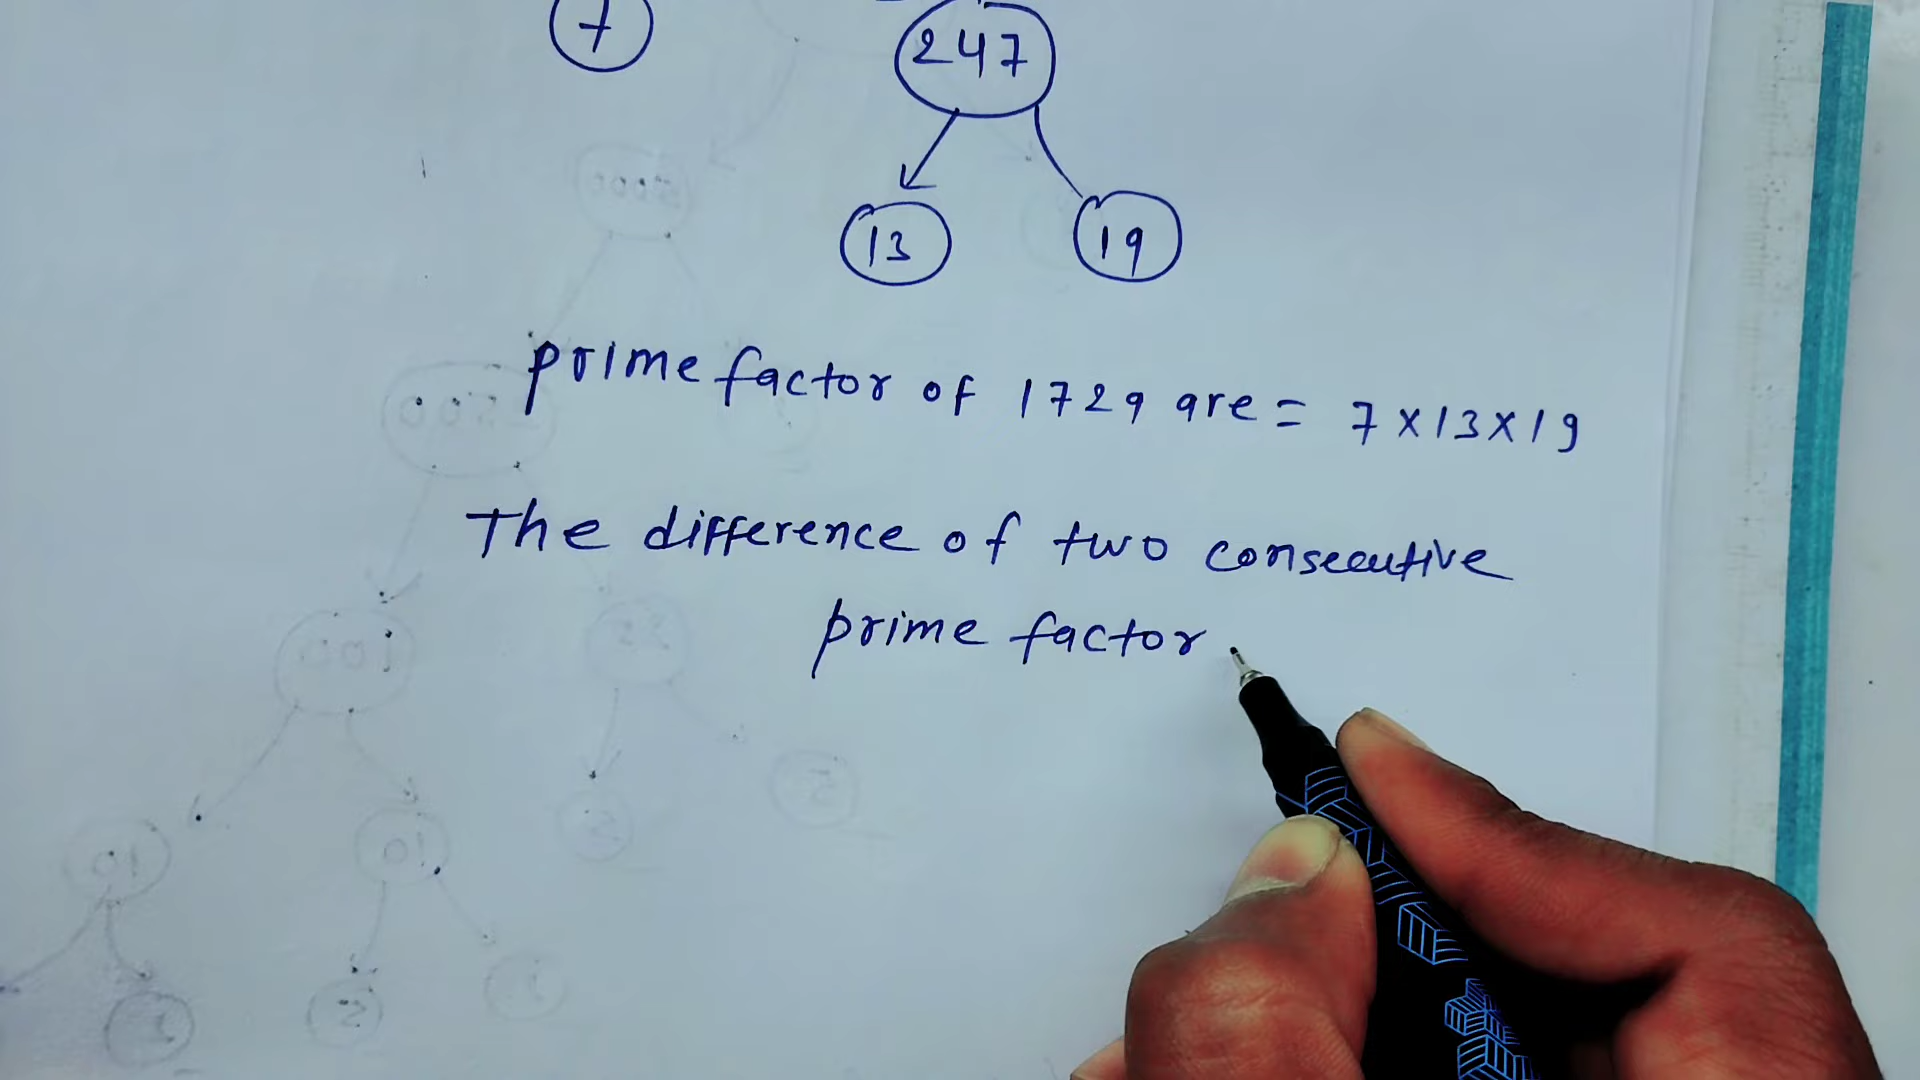 7
247
13 19
prime factor of 1729 are = 7 x 13 x 19
The difference of two consecutive
prime factor